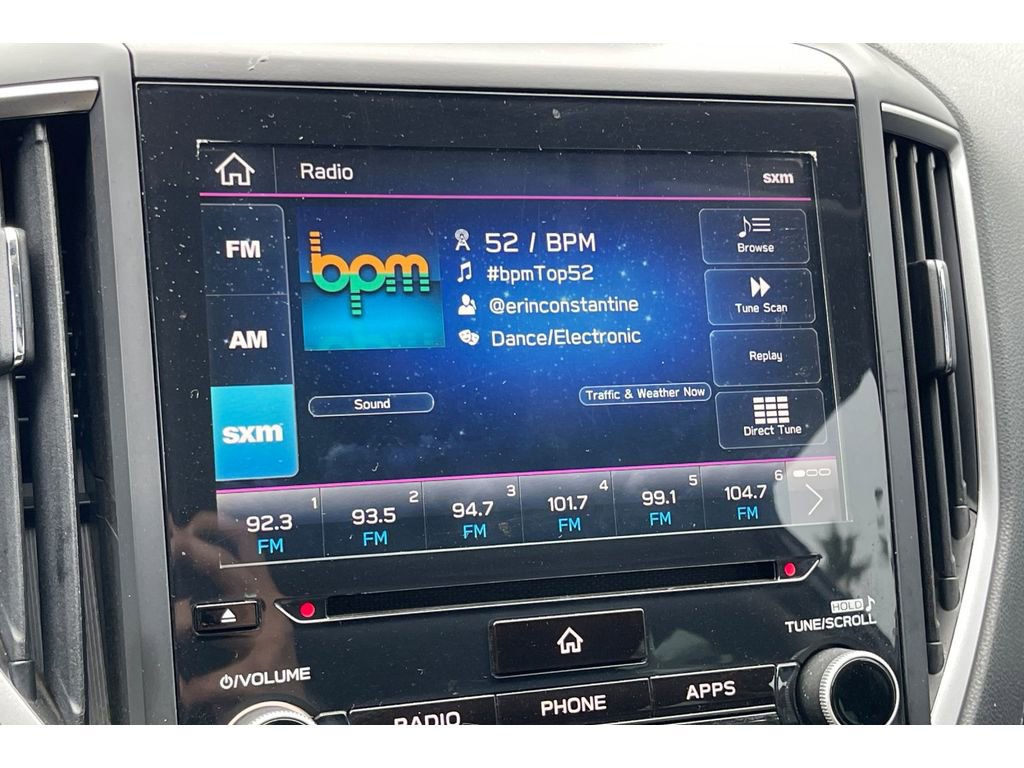 Radio
sxm
FM
AM
sxm
bpm
52 / BPM
#bpmTop52
@erinconstantine
Dance/Electronic
Browse
Tune Scan
Replay
Direct Tune
Sound
Traffic & Weather Now
1
92.3
FM
2
93.5
FM
3
94.7
FM
4
101.7
FM
5
99.1
FM
6
104.7
FM
HOLD
TUNE/SCROLL
/VOLUME
RADIO
PHONE
APPS